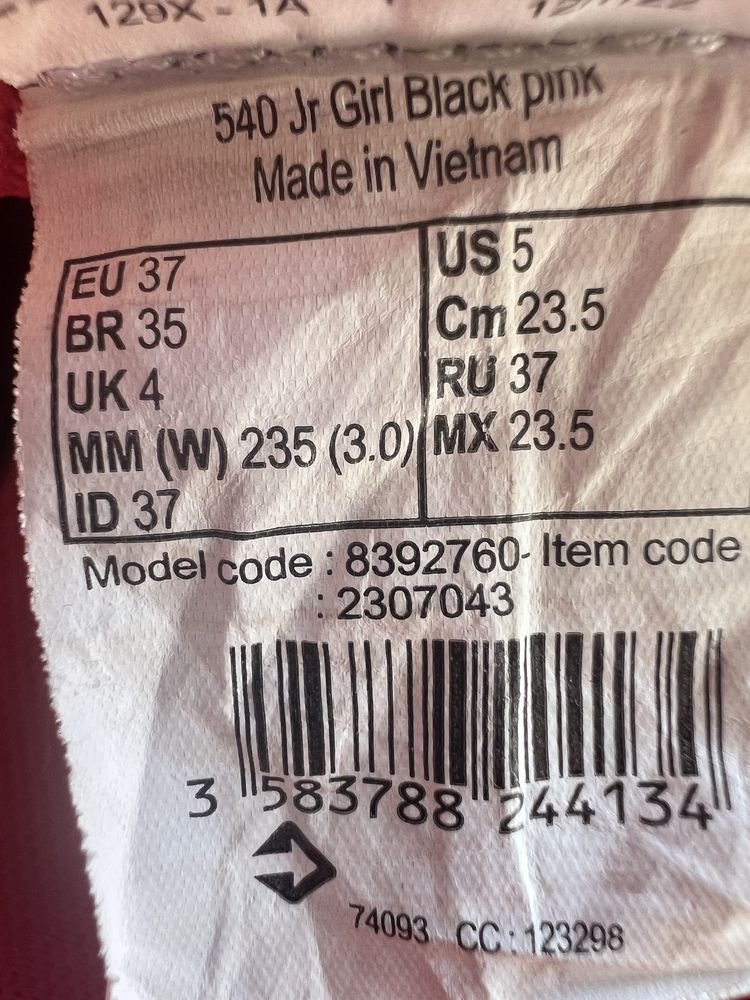 129X - 1A
540 Jr Girl Black pink
Made in Vietnam
EU 37
BR 35
UK 4
MM (W) 235 (3.0)
ID 37
US 5
Cm 23.5
RU 37
MX 23.5
Model code : 8392760- Item code
: 2307043
3 583788 244134
74093 CC : 123298